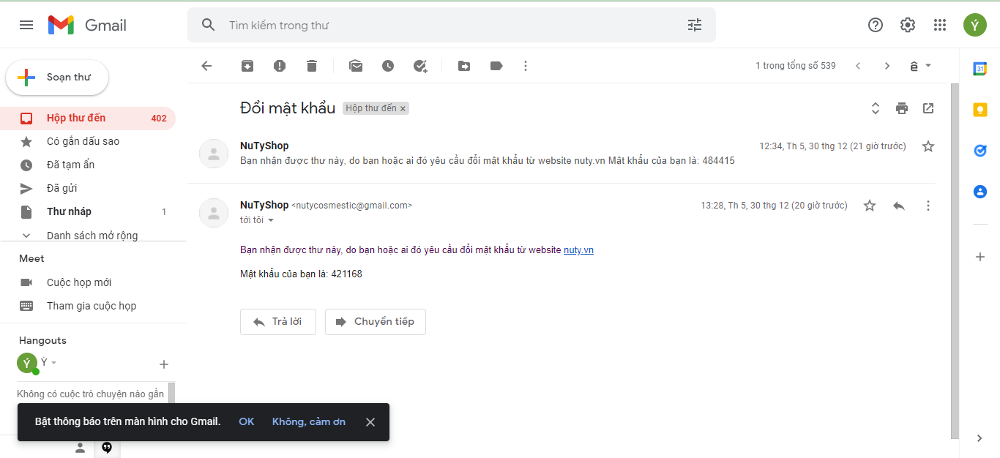 Gmail
Tìm kiếm trong thư
Ý
Soạn thư
1 trong tổng số 539
ê
31
Hộp thư đến 402
Có gắn dấu sao
Đã tạm ẩn
Đã gửi
Thư nháp 1
Danh sách mở rộng
Meet
Cuộc họp mới
Tham gia cuộc họp
Hangouts
Ý Ý
Không có cuộc trò chuyện nào gần
Đổi mật khẩu Hộp thư đến x
NuTyShop 12:34, Th 5, 30 thg 12 (21 giờ trước)
Bạn nhận được thư này, do bạn hoặc ai đó yêu cầu đổi mật khẩu từ website nuty.vn Mật khẩu của bạn là: 484415
NuTyShop <nutycosmestic@gmail.com> 13:28, Th 5, 30 thg 12 (20 giờ trước)
tới tôi
Bạn nhận được thư này, do bạn hoặc ai đó yêu cầu đổi mật khẩu từ website nuty.vn
Mật khẩu của bạn là: 421168
Trả lời Chuyển tiếp
Bật thông báo trên màn hình cho Gmail. OK Không, cảm ơn